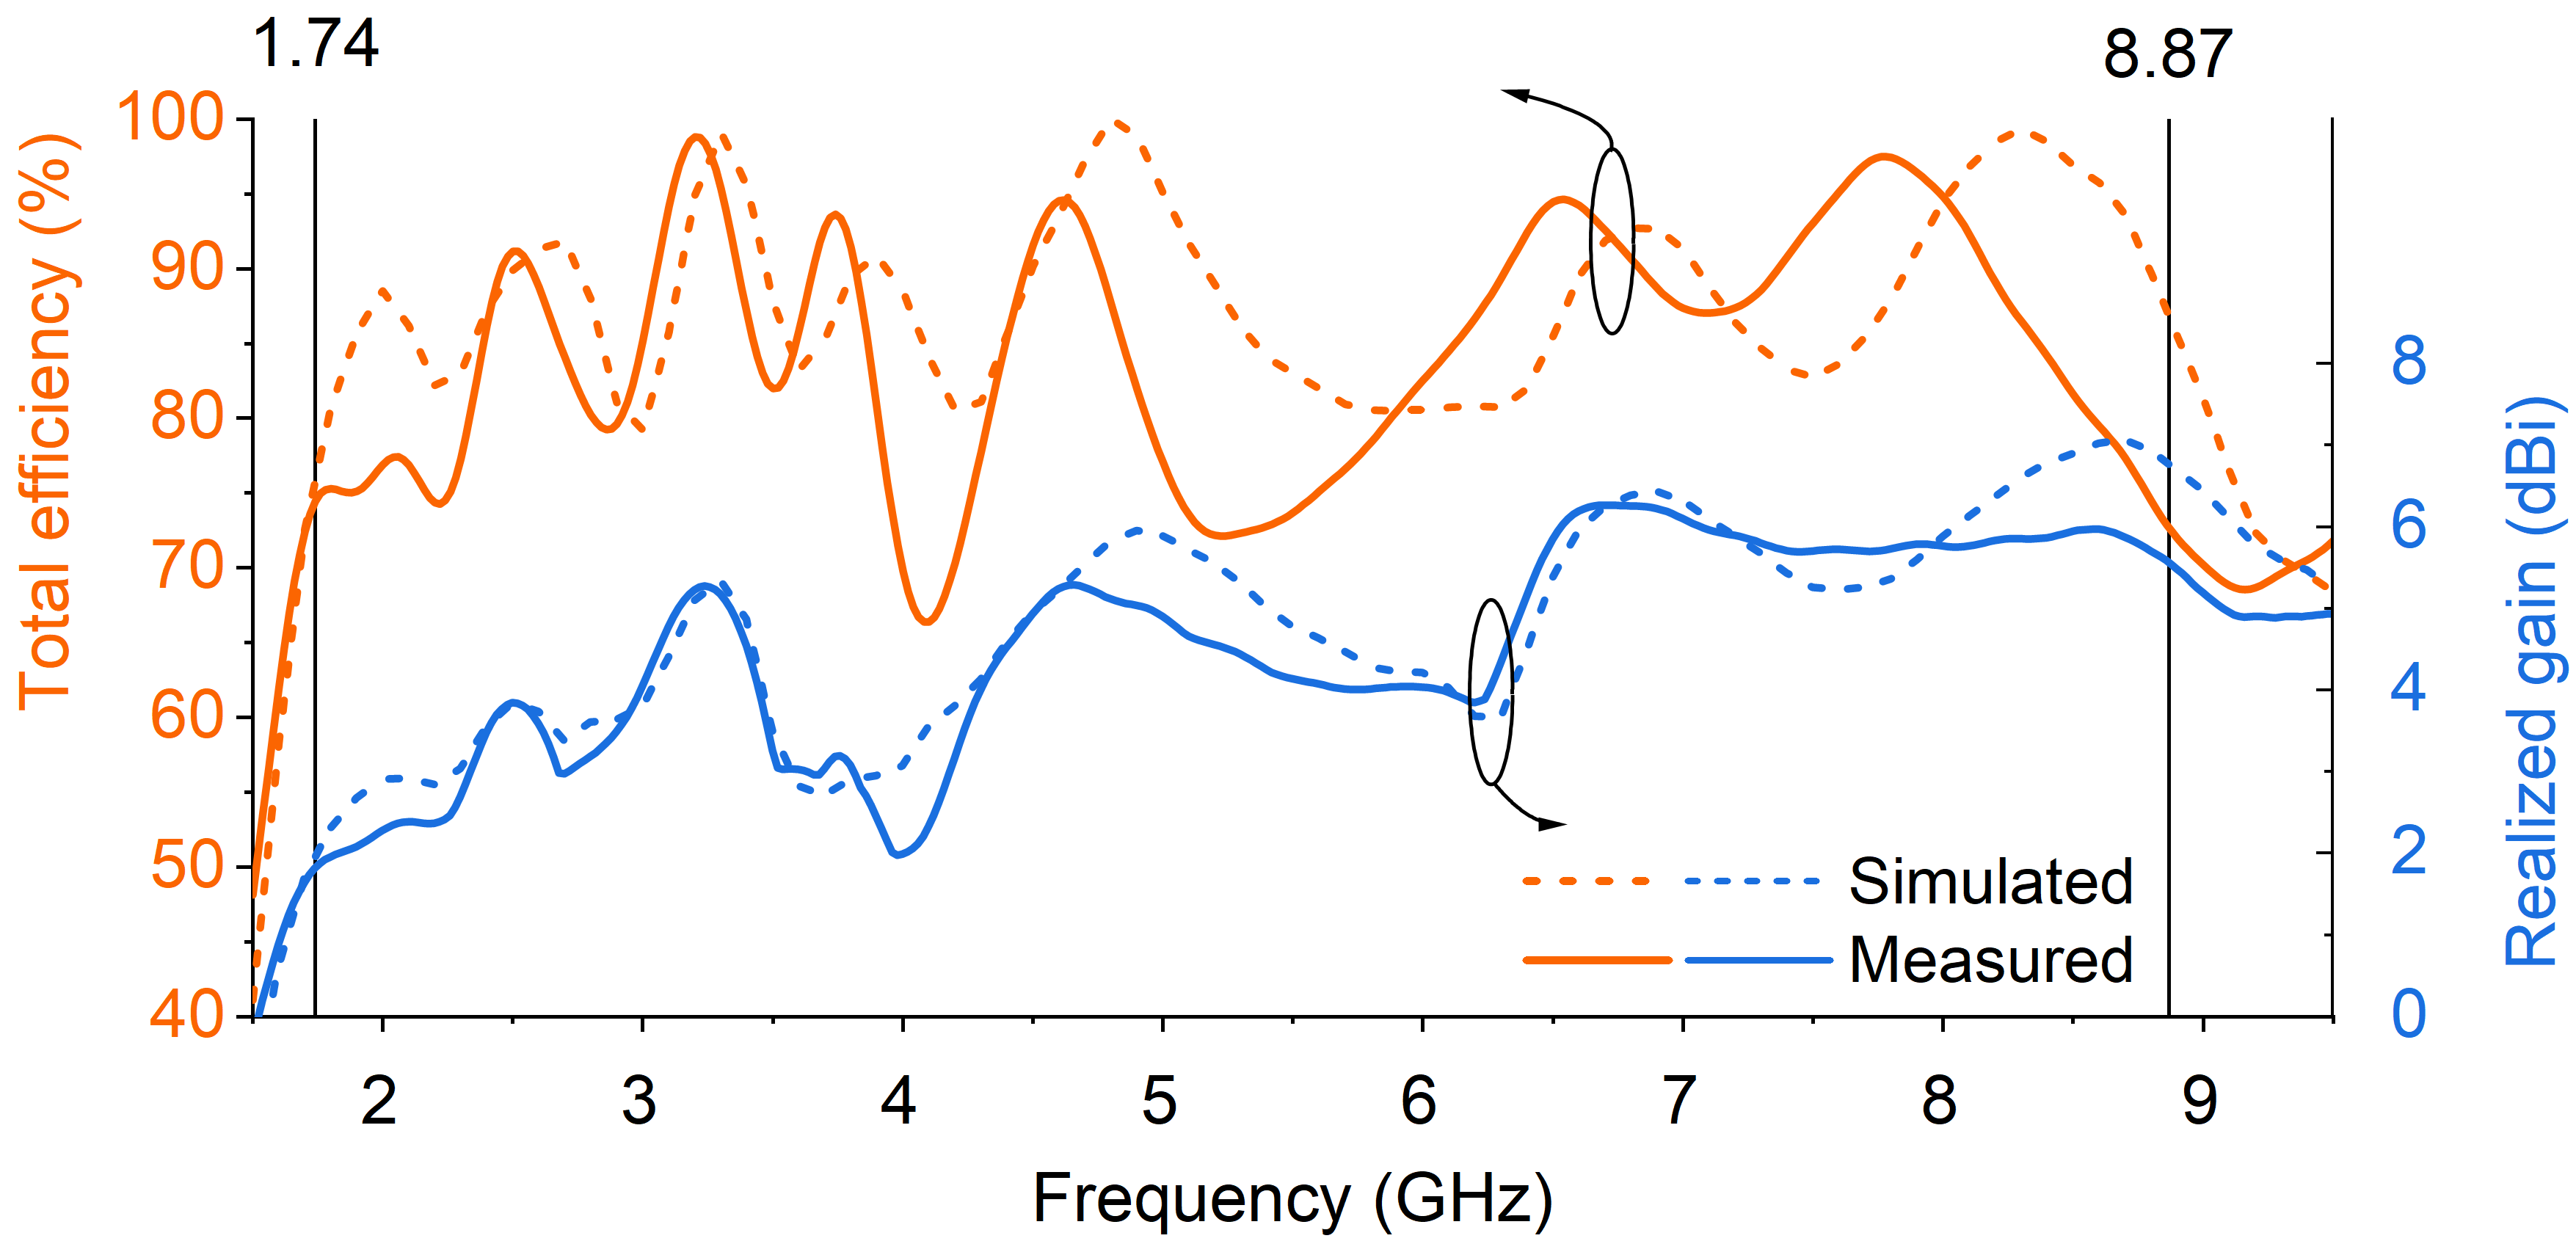 1.74
8.87
Total efficiency (%)
100
90
80
70
60
50
40
8
6
4
2
0
Realized gain (dBi)
Simulated
Measured
2 3 4 5 6 7 8 9
Frequency (GHz)